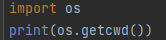 import os
print(os.getcwd())